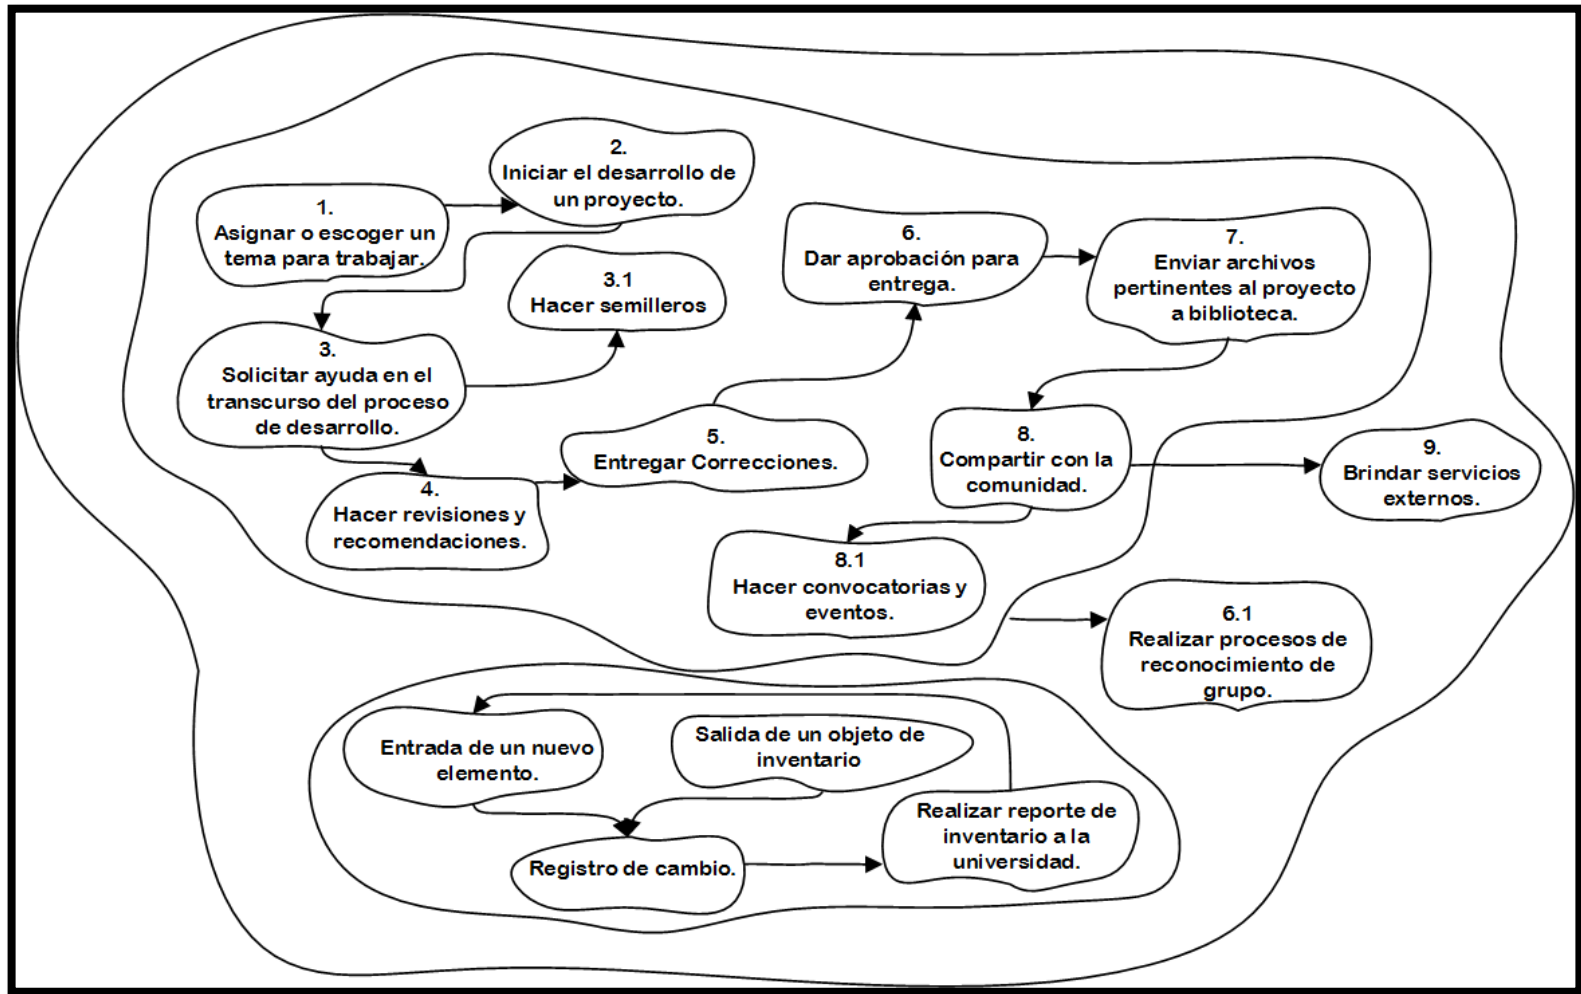 1.
Asignar o escoger un
tema para trabajar.
2.
Iniciar el desarrollo de
un proyecto.
3.
Solicitar ayuda en el
transcurso del proceso
de desarrollo.
3.1
Hacer semilleros
4.
Hacer revisiones y
recomendaciones.
5.
Entregar Correcciones.
6.
Dar aprobación para
entrega.
7.
Enviar archivos
pertinentes al proyecto
a biblioteca.
8.
Compartir con la
comunidad.
8.1
Hacer convocatorias y
eventos.
9.
Brindar servicios
externos.
6.1
Realizar procesos de
reconocimiento de
grupo.
Entrada de un nuevo
elemento.
Salida de un objeto de
inventario
Registro de cambio.
Realizar reporte de
inventario a la
universidad.